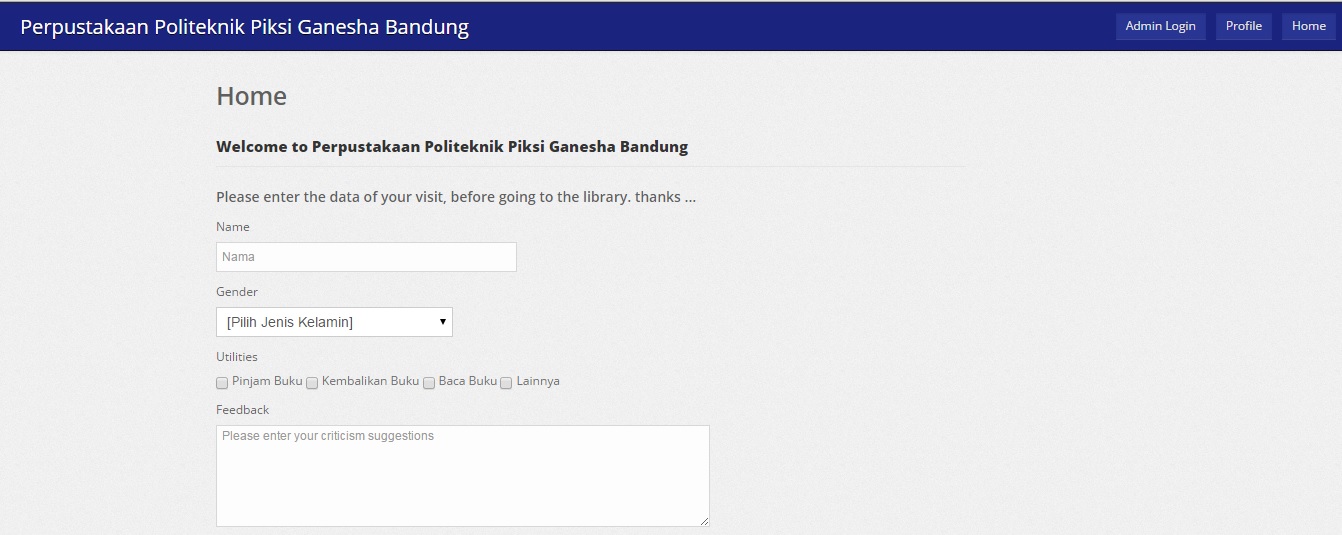 Perpustakaan Politeknik Piksi Ganesha Bandung Admin Login Profile Home
Home
Welcome to Perpustakaan Politeknik Piksi Ganesha Bandung
Please enter the data of your visit, before going to the library. thanks ...
Name
Nama
Gender
[Pilih Jenis Kelamin]
Utilities
Pinjam Buku Kembalikan Buku Baca Buku Lainnya
Feedback
Please enter your criticism suggestions